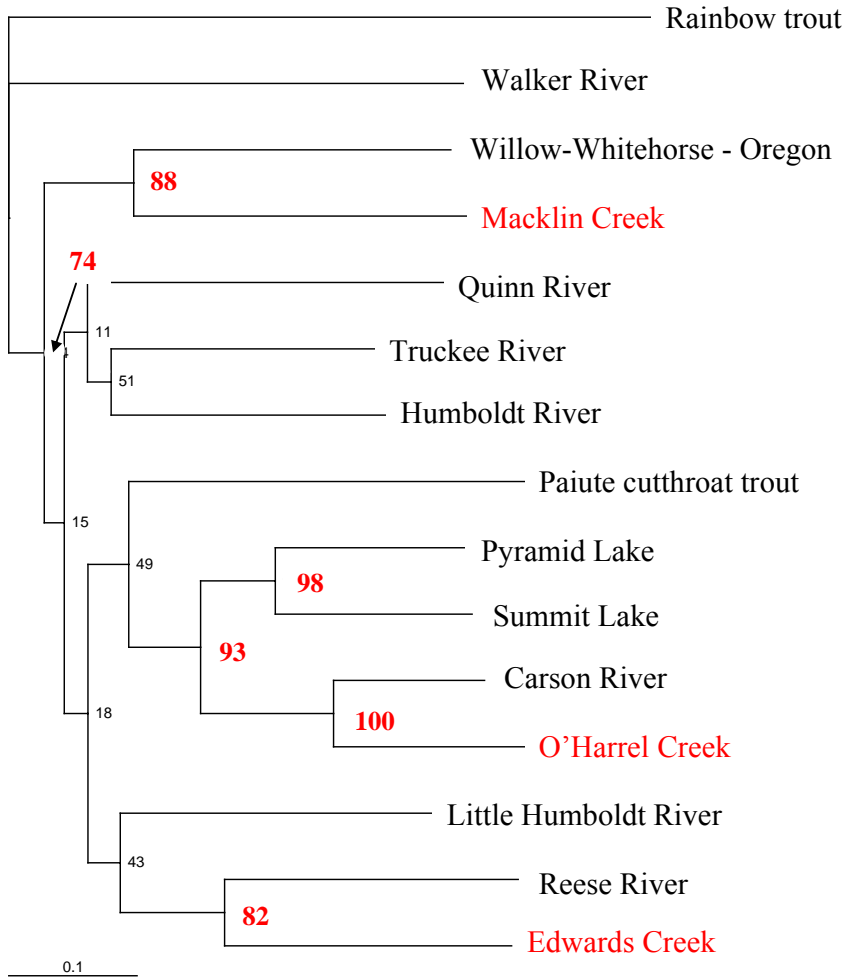 Rainbow trout
Walker River
Willow-Whitehorse - Oregon
88
Macklin Creek
74
Quinn River
11
Truckee River
51
Humboldt River
Paiute cutthroat trout
15
Pyramid Lake
49
98
Summit Lake
93
Carson River
18
100
O’Harrel Creek
Little Humboldt River
43
Reese River
82
Edwards Creek
0.1